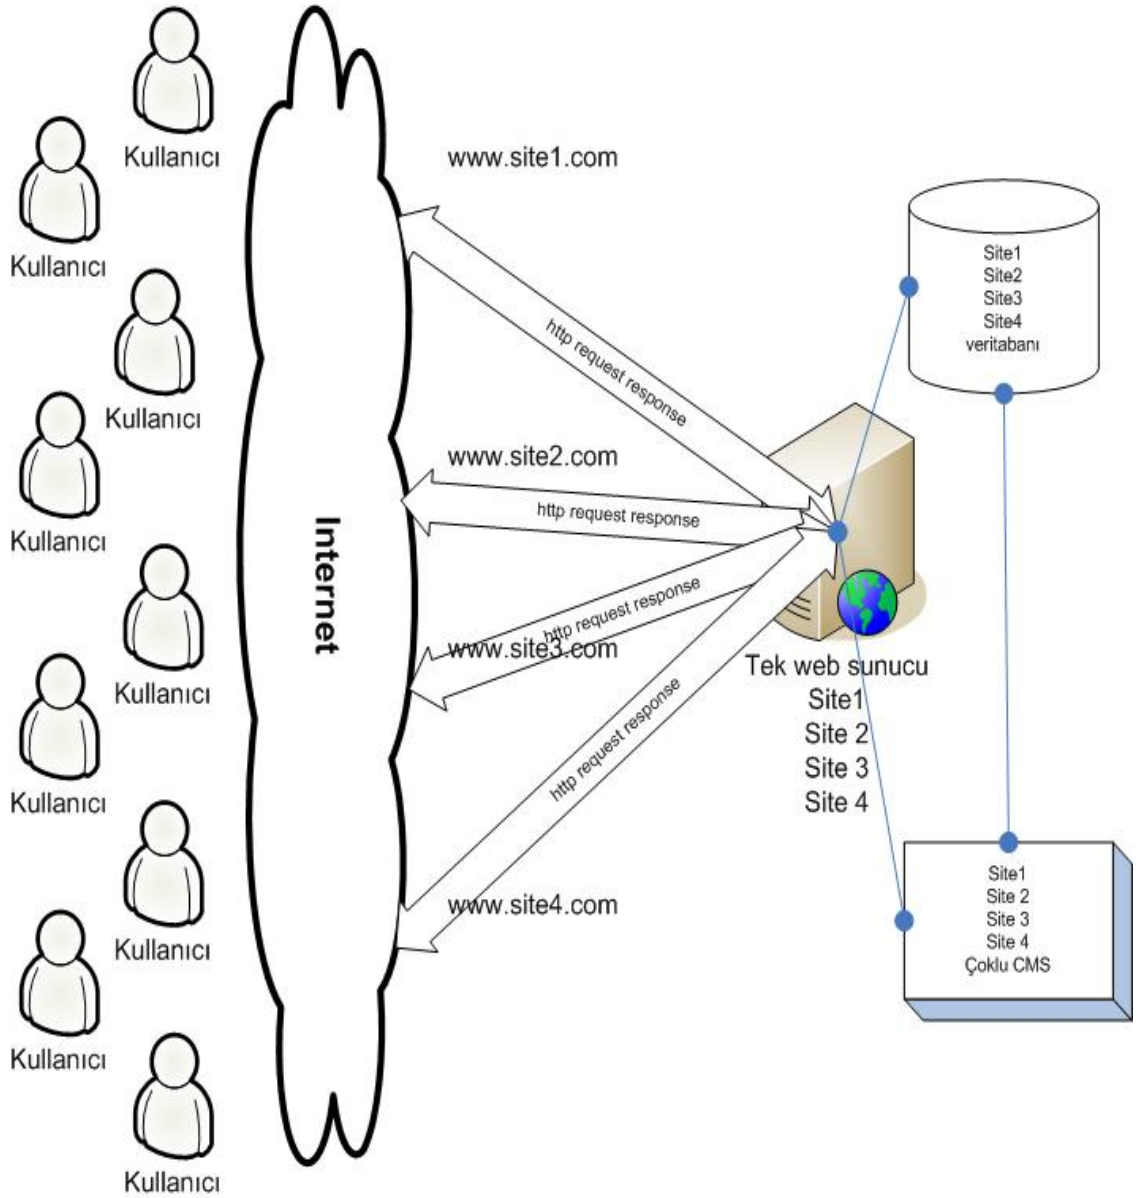 Kullanıcı
Kullanıcı
Kullanıcı
Kullanıcı
Kullanıcı
Kullanıcı
Kullanıcı
Kullanıcı
Kullanıcı
Internet
www.site1.com
http request response
www.site2.com
http request response
http request response
www.site3.com
http request response
www.site4.com
Site1
Site2
Site3
Site4
veritabanı
Tek web sunucu
Site1
Site 2
Site 3
Site 4
Site1
Site 2
Site 3
Site 4
Çoklu CMS